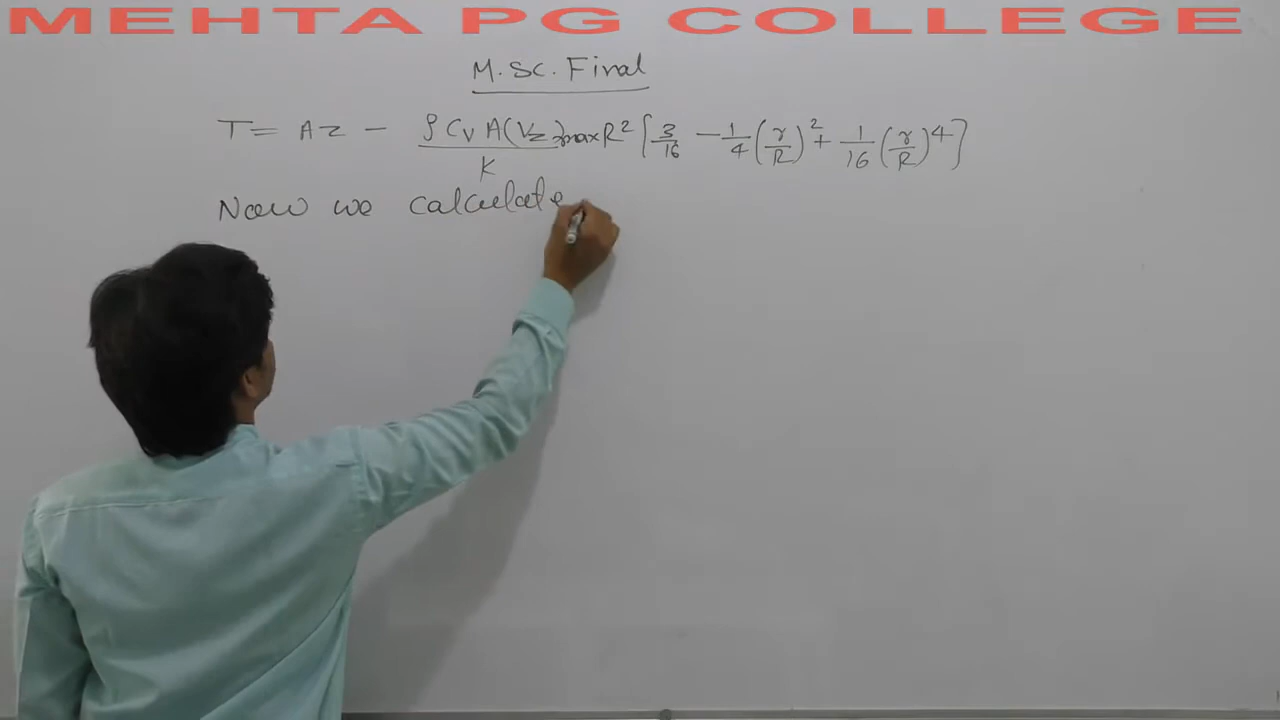 MEHTA PG COLLEGE
M.Sc. Final
T = Az - ρ Cv A(Vz)max R² / K [3/16 - 1/4 (r/R)² + 1/16 (r/R)⁴]
Now we calculate